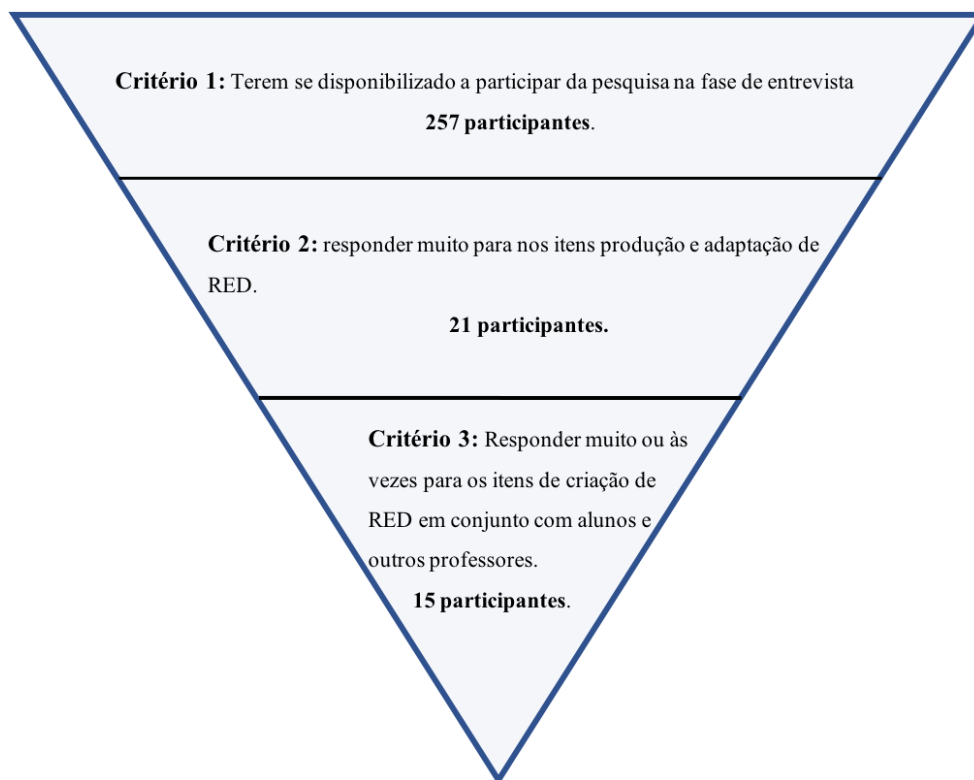 Critério 1: Terem se disponibilizado a participar da pesquisa na fase de entrevista
257 participantes.
Critério 2: responder muito para nos itens produção e adaptação de
RED.
21 participantes.
Critério 3: Responder muito ou às
vezes para os itens de criação de
RED em conjunto com alunos e
outros professores.
15 participantes.